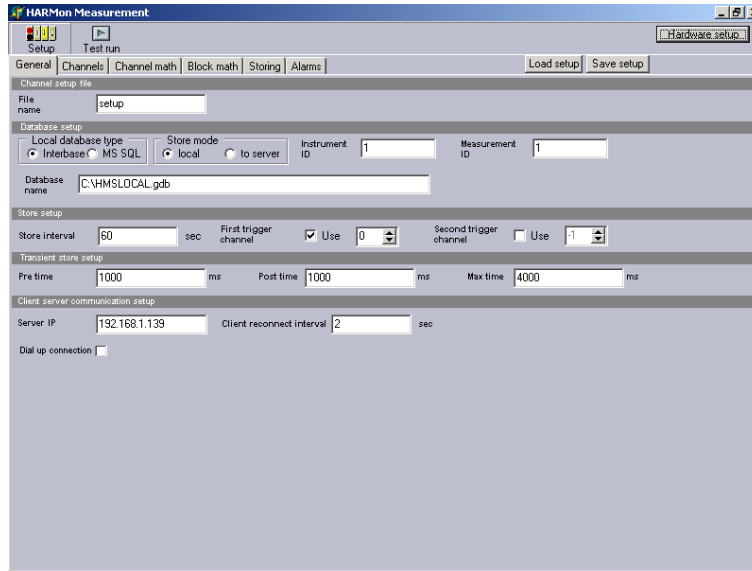 HARMon Measurement
Setup Test run Hardware setup
General Channels Channel math Block math Storing Alarms Load setup Save setup
Channel setup file
File name setup
Database setup
Local database type Store mode
Interbase MS SQL local to server Instrument ID 1 Measurement ID 1
Database name C:\HMSLOCAL.gdb
Store setup
Store interval 60 sec First trigger channel Use 0 Second trigger channel Use -1
Transient store setup
Pre time 1000 ms Post time 1000 ms Max time 4000 ms
Client server communication setup
Server IP 192.168.1.139 Client reconnect interval 2 sec
Dial up connection